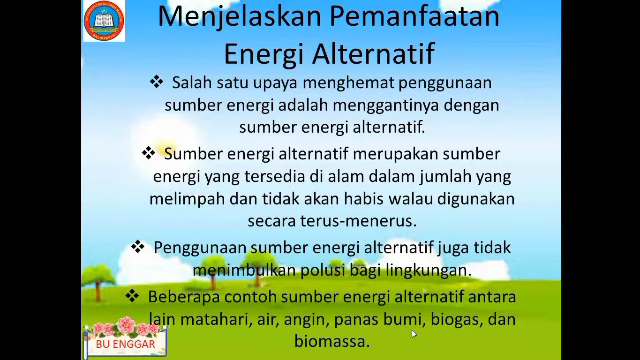 Menjelaskan Pemanfaatan
Energi Alternatif
❖ Salah satu upaya menghemat penggunaan
sumber energi adalah menggantinya dengan
sumber energi alternatif.
❖ Sumber energi alternatif merupakan sumber
energi yang tersedia di alam dalam jumlah yang
melimpah dan tidak akan habis walau digunakan
secara terus-menerus.
❖ Penggunaan sumber energi alternatif juga tidak
menimbulkan polusi bagi lingkungan.
❖ Beberapa contoh sumber energi alternatif antara
lain matahari, air, angin, panas bumi, biogas, dan
biomassa.
BU ENGGAR